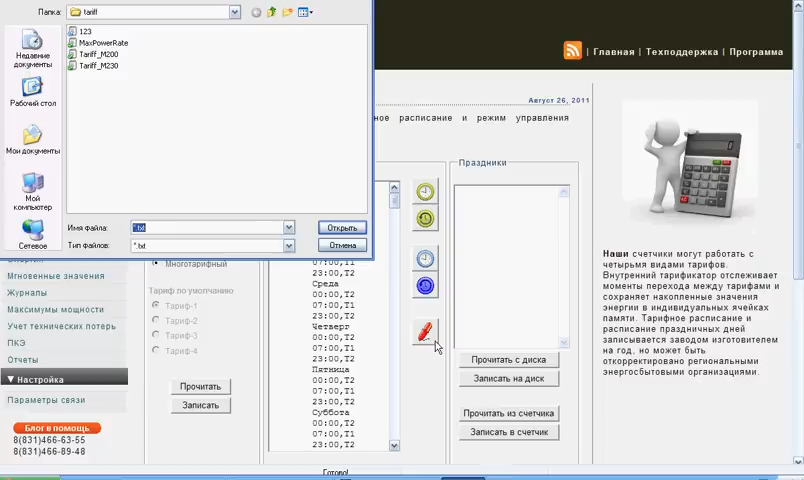 Папка:
tariff
123
MaxPowerRate
Tariff_M200
Tariff_M230
Недавние
документы
Рабочий стол
Мои документы
Мой
компьютер
Сетевое
Имя файла:
*.txt
Открыть
Тип файлов:
*.txt
Отмена
| Главная | Техподдержка | Программа
Август 26, 2011
ное расписание и режим управления
Мгновенные значения
Журналы
Максимумы мощности
Учет технических потерь
ПКЭ
Отчеты
▼ Настройка
Параметры связи
Блог в помощь
8(831)466-63-55
8(831)466-89-48
Многотарифный
Тариф по умолчанию
Тариф-1
Тариф-2
Тариф-3
Тариф-4
Прочитать
Записать
07:00,T1
23:00,T2
Среда
00:00,T2
07:00,T1
23:00,T2
Четверг
00:00,T2
07:00,T1
23:00,T2
Пятница
00:00,T2
07:00,T1
23:00,T2
Суббота
00:00,T2
07:00,T1
23:00,T2
Праздники
Прочитать с диска
Записать на диск
Прочитать из счетчика
Записать в счетчик
Готово!
Наши счетчики могут работать с
четырьмя видами тарифов.
Внутренний тарификатор отслеживает
моменты перехода между тарифами и
сохраняет накопленные значения
энергии в индивидуальных ячейках
памяти. Тарифное расписание и
расписание праздничных дней
записывается заводом изготовителем
на год, но может быть
откорректировано региональными
энергосбытовыми организациями.